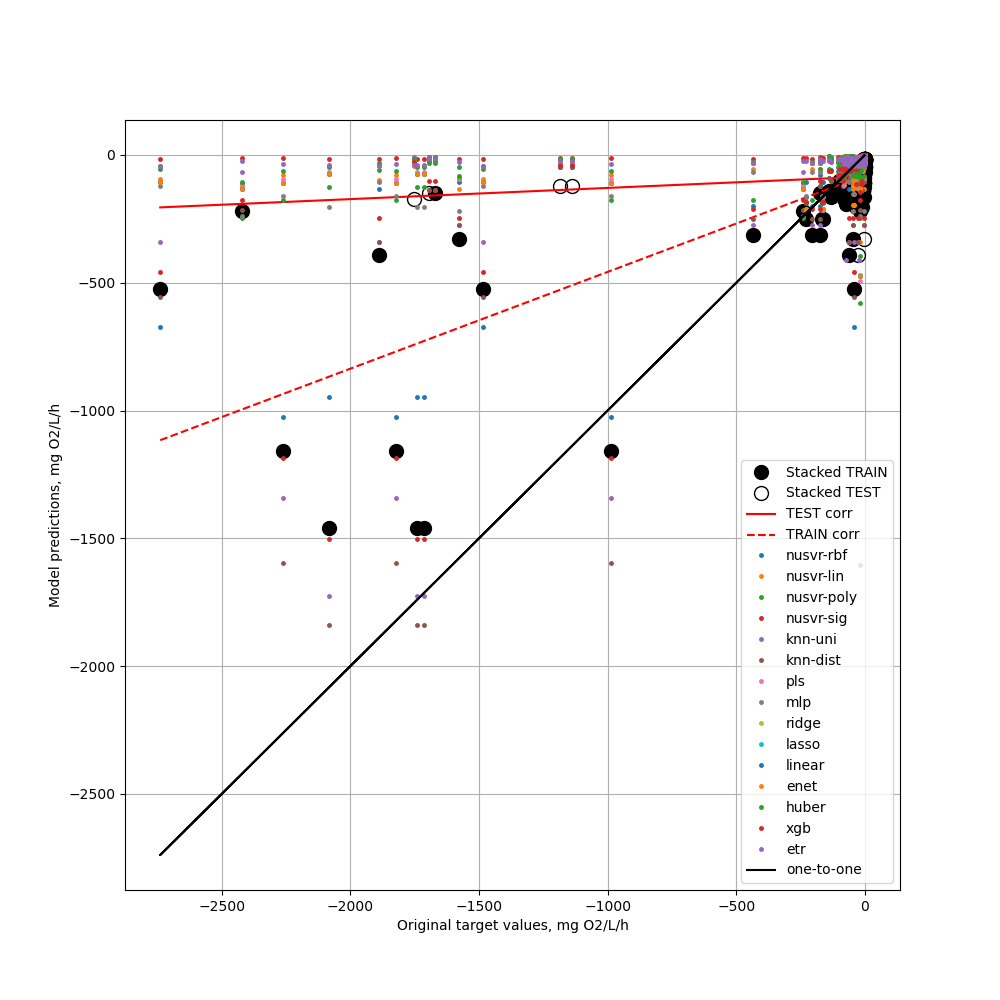 0
−500
−1000
−1500
−2000
−2500
−2500
−2000
−1500
−1000
−500
0
Model predictions, mg O2/L/h
Original target values, mg O2/L/h
Stacked TRAIN
Stacked TEST
TEST corr
TRAIN corr
nusvr-rbf
nusvr-lin
nusvr-poly
nusvr-sig
knn-uni
knn-dist
pls
mlp
ridge
lasso
linear
enet
huber
xgb
etr
one-to-one